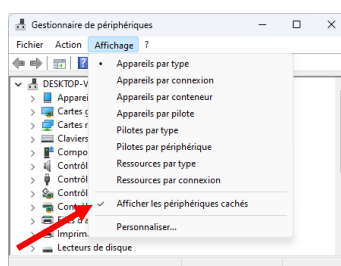 Gestionnaire de périphériques
Fichier Action Affichage ?
DESKTOP-V
Appareils par type
Appareils par connexion
Appareils par conteneur
Appareils par pilote
Pilotes par type
Pilotes par périphérique
Ressources par type
Ressources par connexion
Afficher les périphériques cachés
Personnaliser...
Apparei
Cartes g
Cartes r
Claviers
Compo
Contrôl
Contrôl
Contrôl
Contrôl
Imprim
Lecteurs de disque